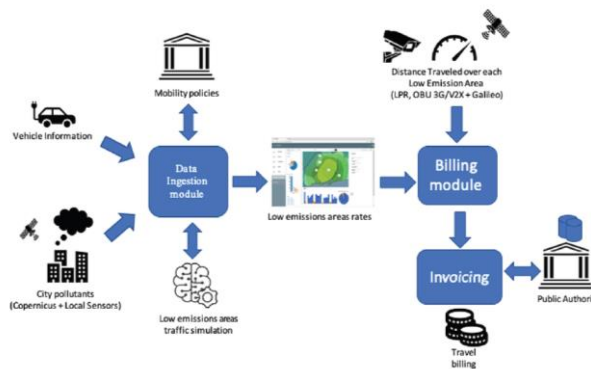 Mobility policies
Vehicle Information
Data
Ingestion
module
City pollutants
(Copernicus + Local Sensors)
Low emissions areas
traffic simulation
Low emissions areas rates
Distance Traveled over each
Low Emission Area
(LPR, OBU 3G/V2X + Galileo)
Billing
module
Invoicing
Public Authori
Travel
billing